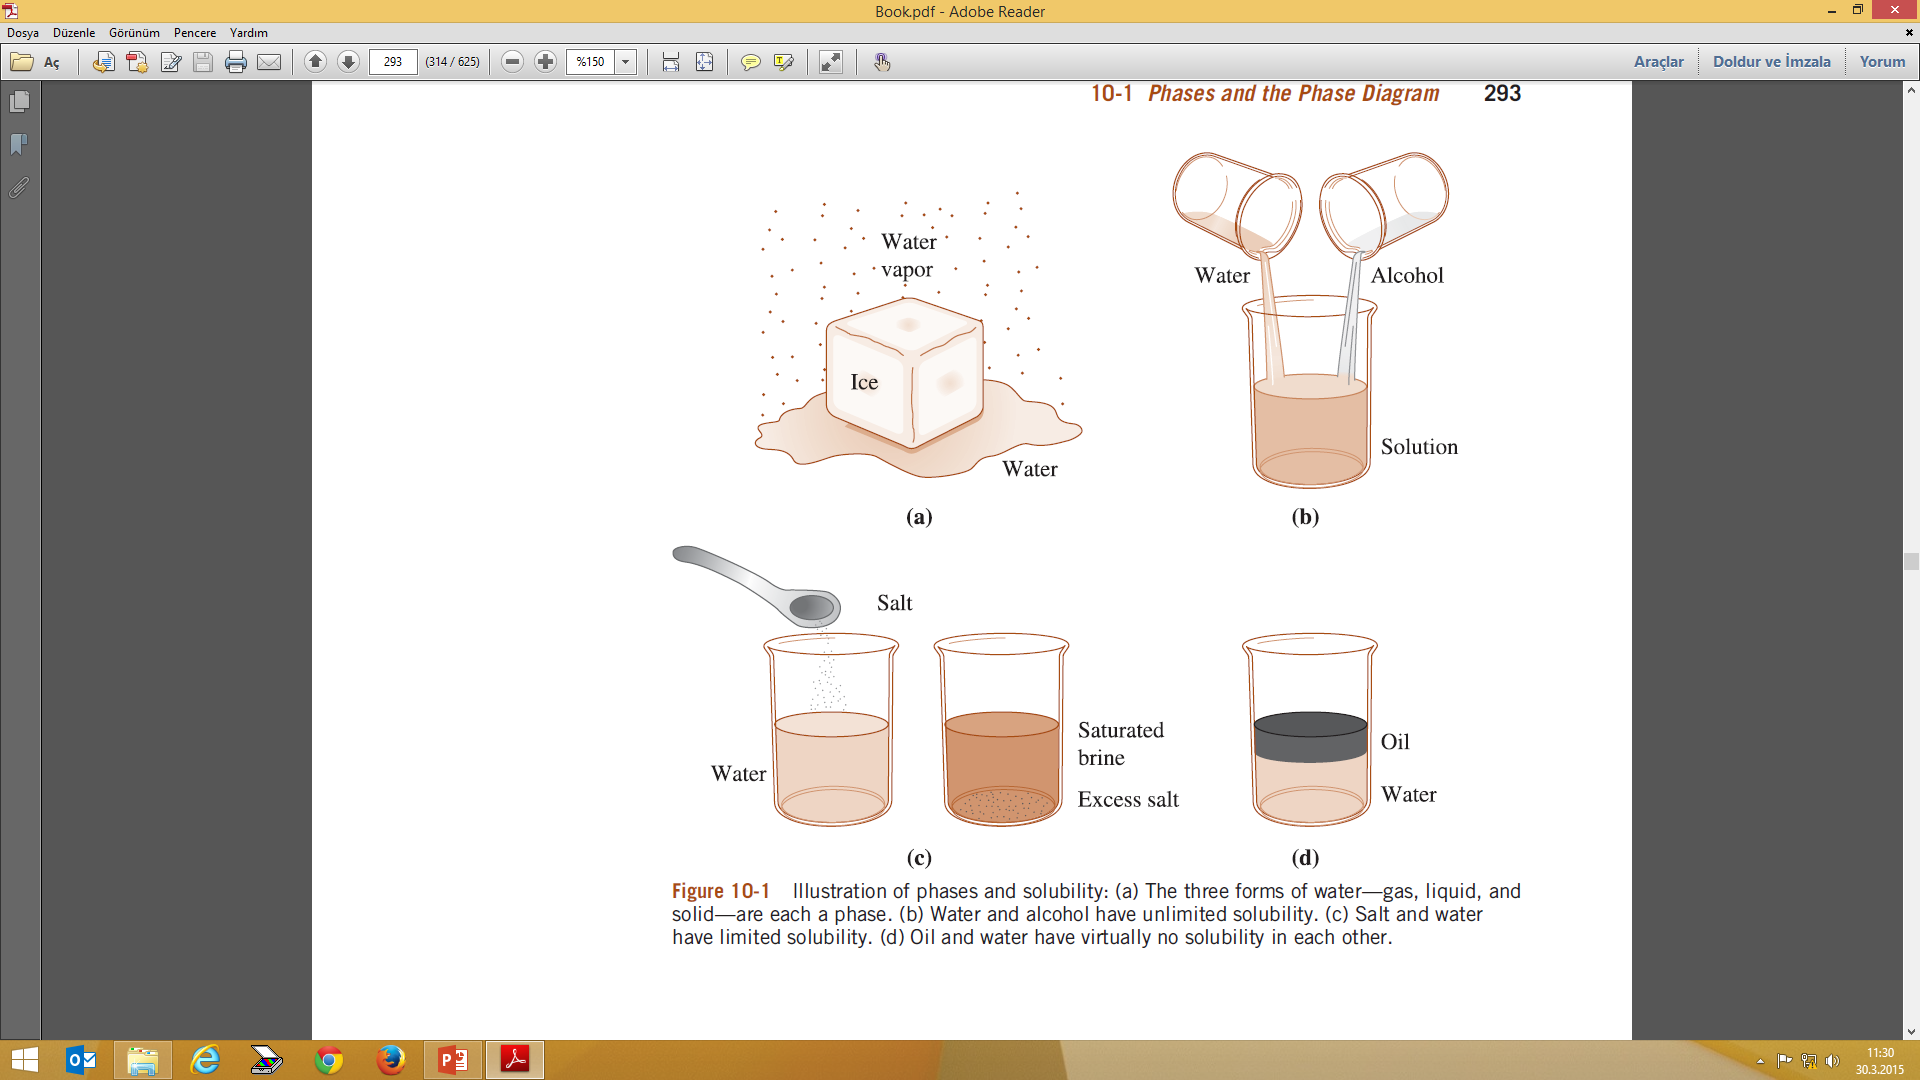 Book.pdf - Adobe Reader
Dosya Düzenle Görünüm Pencere Yardım
Aç 293 (314 / 625) %150 Araçlar Doldur ve İmzala Yorum
10-1 Phases and the Phase Diagram 293
Water
vapor
Ice
Water
(a)
Water Alcohol
Solution
(b)
Salt
Water
Saturated
brine
Excess salt
(c)
Oil
Water
(d)
Figure 10-1 Illustration of phases and solubility: (a) The three forms of water—gas, liquid, and
solid—are each a phase. (b) Water and alcohol have unlimited solubility. (c) Salt and water
have limited solubility. (d) Oil and water have virtually no solubility in each other.
11:30
30.3.2015